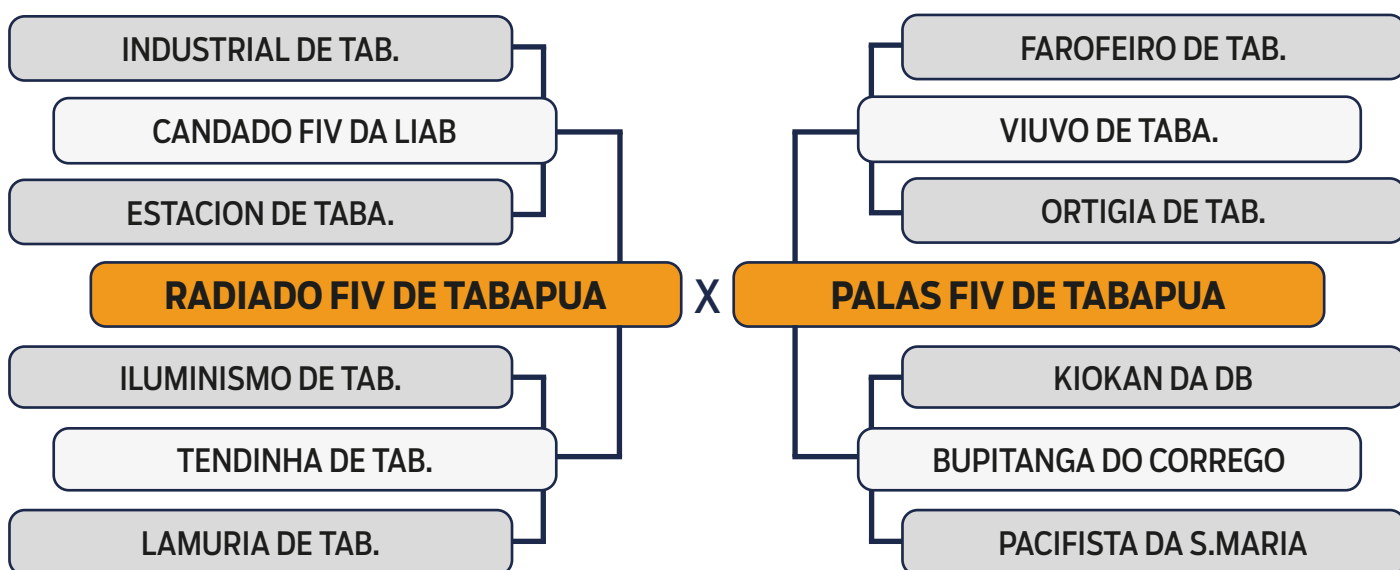 INDUSTRIAL DE TAB.
CANDADO FIV DA LIAB
ESTACION DE TABA.
RADIADO FIV DE TABAPUA
ILUMINISMO DE TAB.
TENDINHA DE TAB.
LAMURIA DE TAB.
X
FAROFEIRO DE TAB.
VIUVO DE TABA.
ORTIGIA DE TAB.
PALAS FIV DE TABAPUA
KIOKAN DA DB
BUPITANGA DO CORREGO
PACIFISTA DA S.MARIA